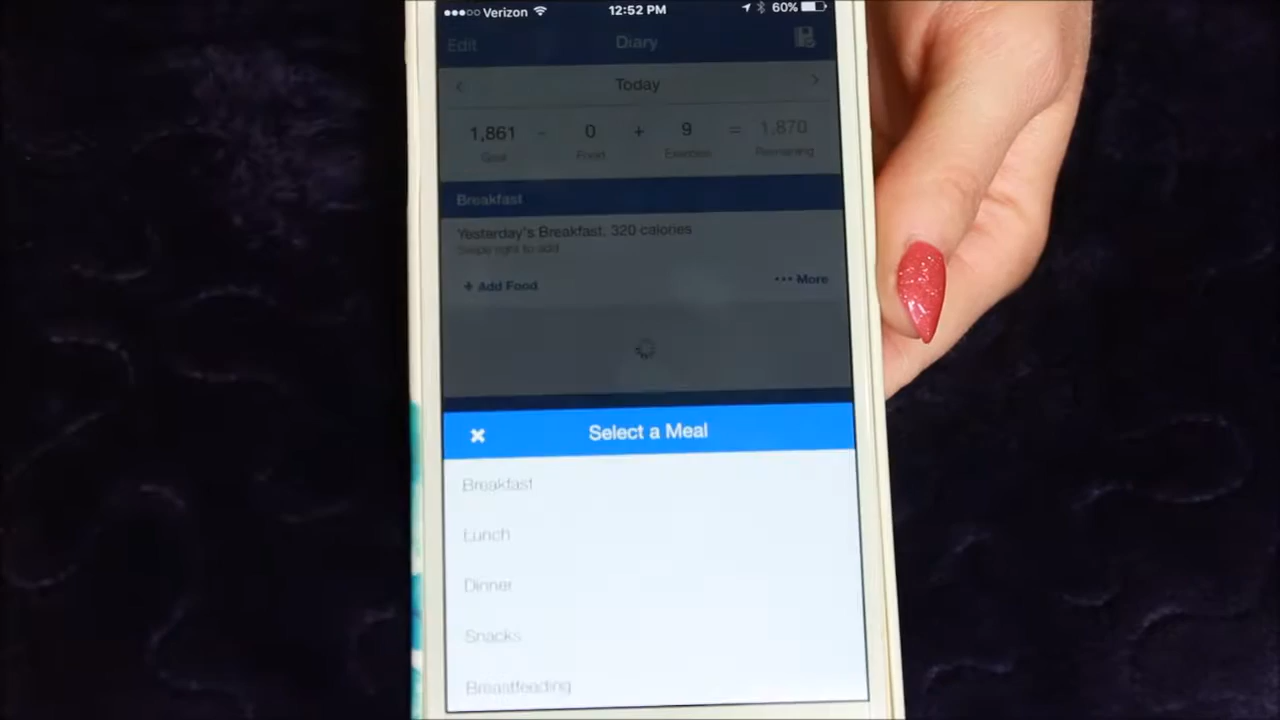 Verizon 12:52 PM 60%
Edit Diary
Today
1,861 - 0 + 9 = 1,870
Goal Food Exercise Remaining
Breakfast
Yesterday's Breakfast, 320 calories
Swipe right to add
+ Add Food ••• More
Select a Meal
Breakfast
Lunch
Dinner
Snacks
Breastfeeding